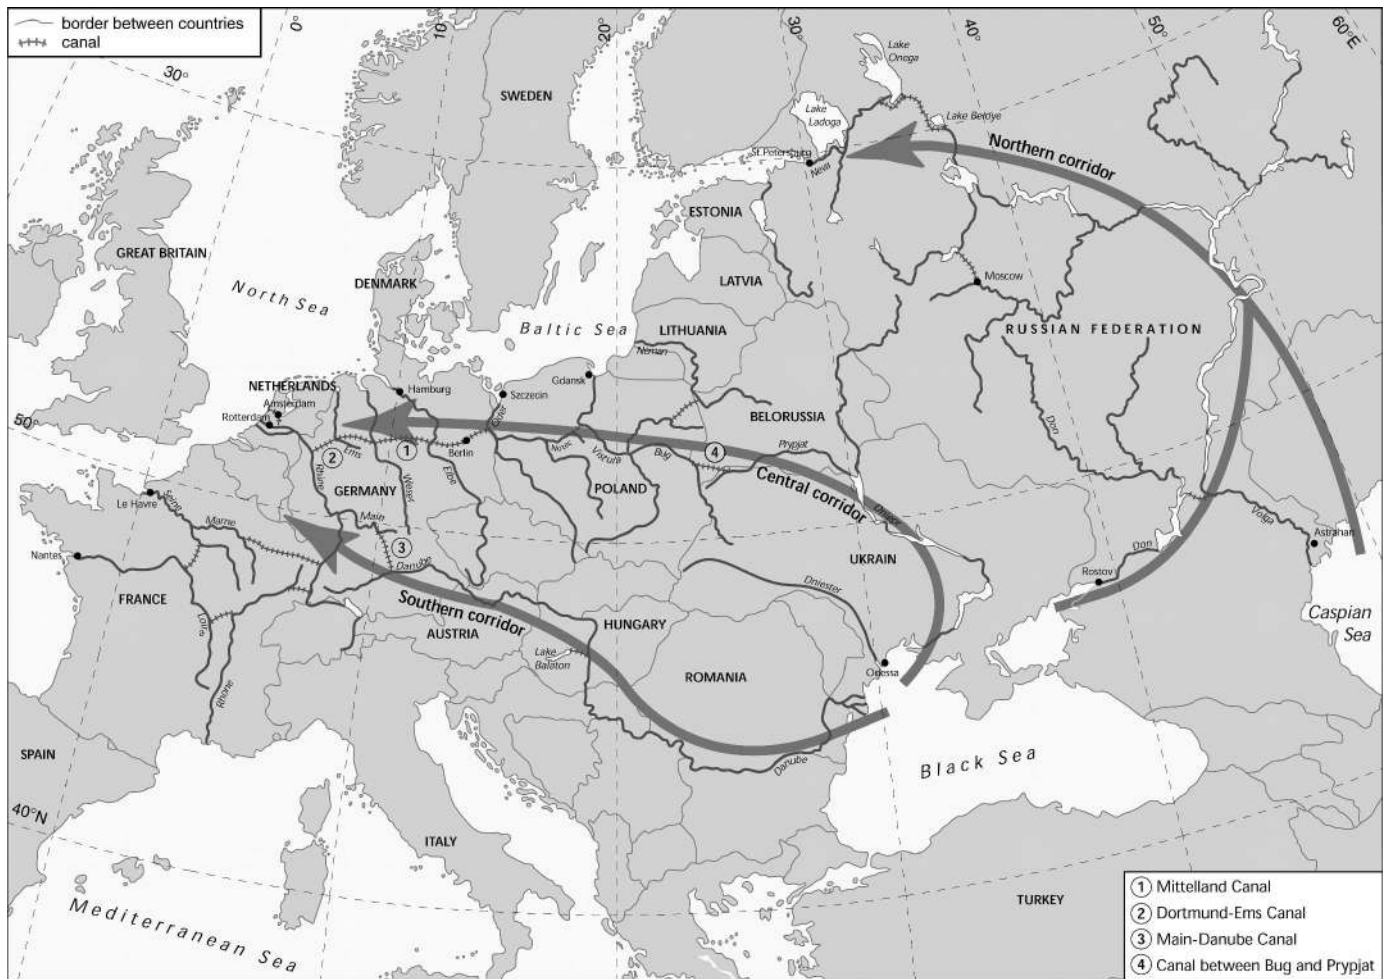 border between countries
canal
0°
10°
20°
30°
40°
50°
60°E
30°
50°
40°N
Lake
Onega
Lake
Ladoga
Lake Beloye
St.Petersburg
Neva
Northern corridor
SWEDEN
ESTONIA
GREAT BRITAIN
North Sea
DENMARK
LATVIA
Moscow
Baltic Sea
LITHUANIA
RUSSIAN FEDERATION
Neman
NETHERLANDS
Amsterdam
Rotterdam
Hamburg
Szczecin
Gdansk
BELORUSSIA
Oder
Don
Ems
2
1
Berlin
Notec
Vistula
Bug
4
Prypjat
Rhine
GERMANY
Weser
Elbe
POLAND
Central corridor
Le Havre
Seine
Marne
Main
3
Dnepr
Volga
Astrahan
Nantes
Danube
UKRAIN
Don
Rostov
FRANCE
Loire
Southern corridor
Dniester
AUSTRIA
HUNGARY
Caspian
Sea
Lake
Balaton
Odessa
Rhone
ROMANIA
SPAIN
Danube
Black Sea
ITALY
TURKEY
Mediterranean Sea
1 Mittelland Canal
2 Dortmund-Ems Canal
3 Main-Danube Canal
4 Canal between Bug and Prypjat